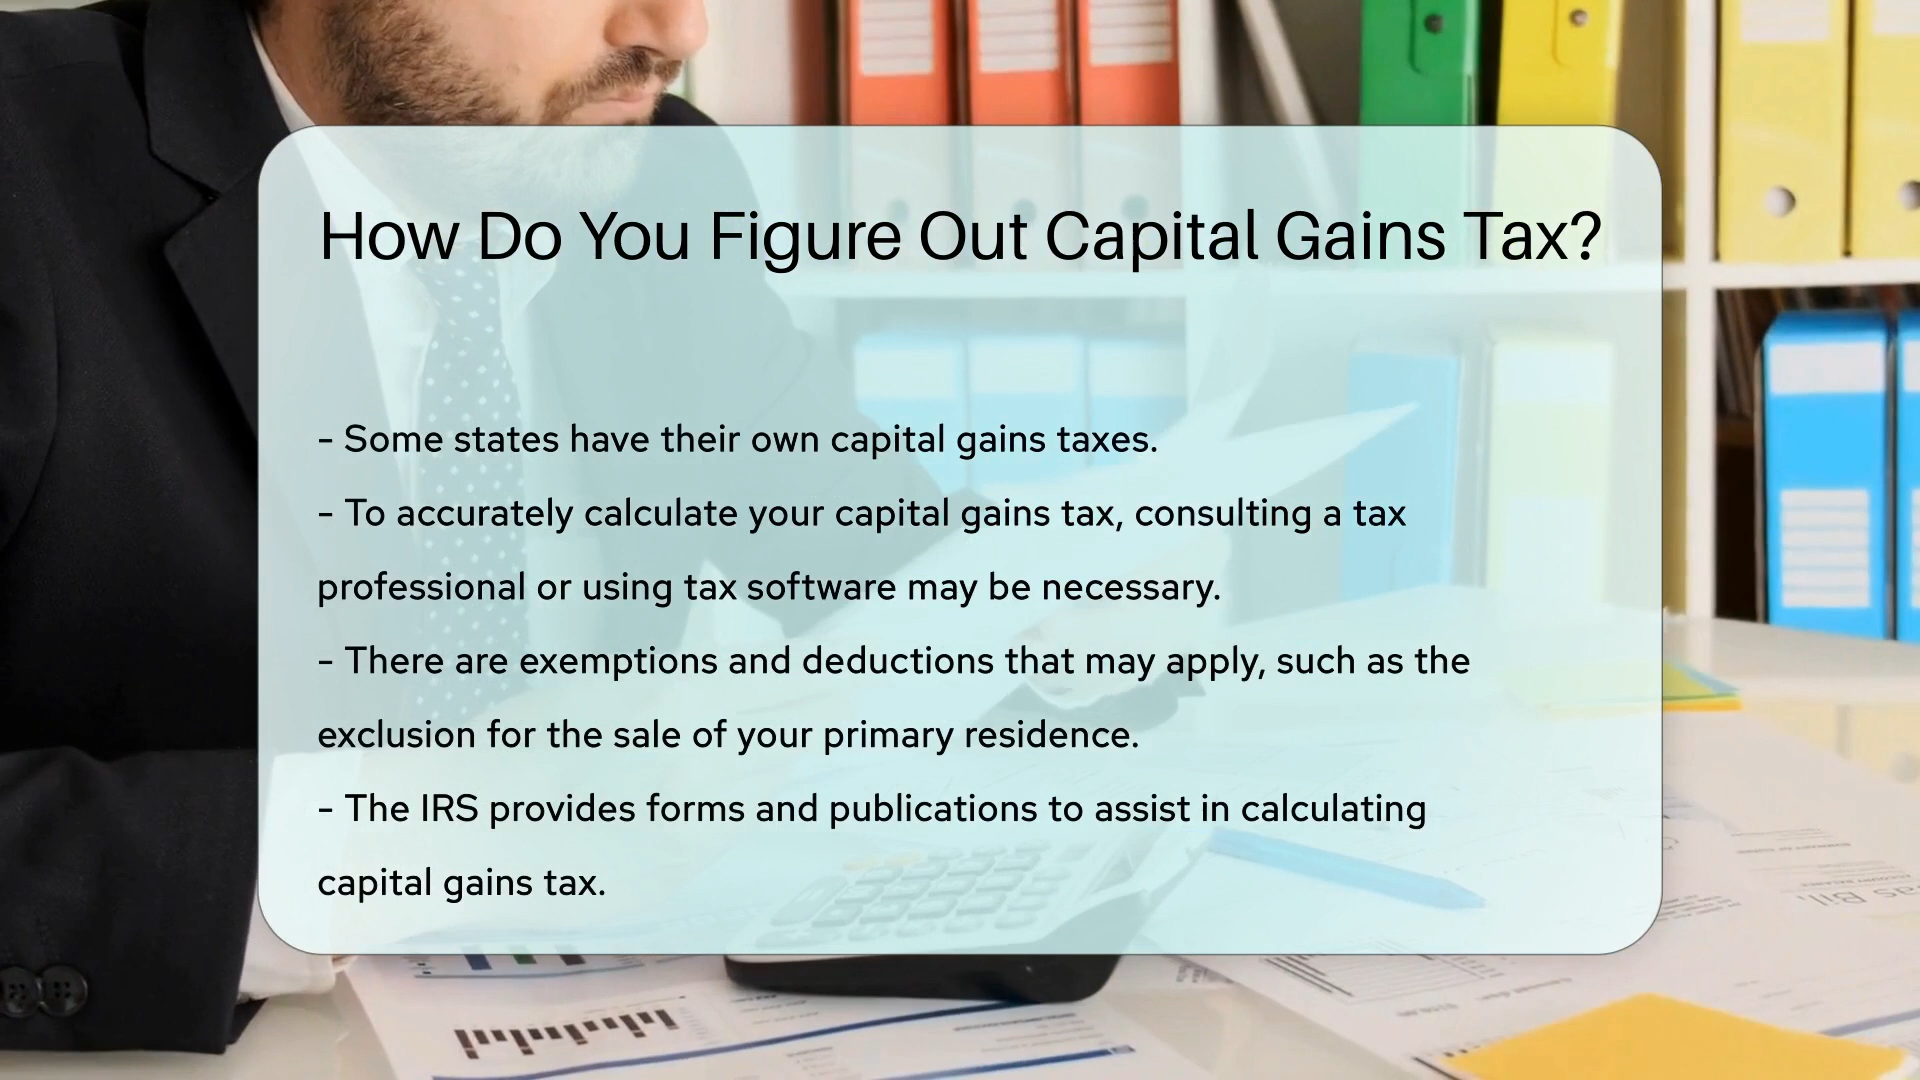 How Do You Figure Out Capital Gains Tax?
- Some states have their own capital gains taxes.
- To accurately calculate your capital gains tax, consulting a tax
professional or using tax software may be necessary.
- There are exemptions and deductions that may apply, such as the
exclusion for the sale of your primary residence.
- The IRS provides forms and publications to assist in calculating
capital gains tax.